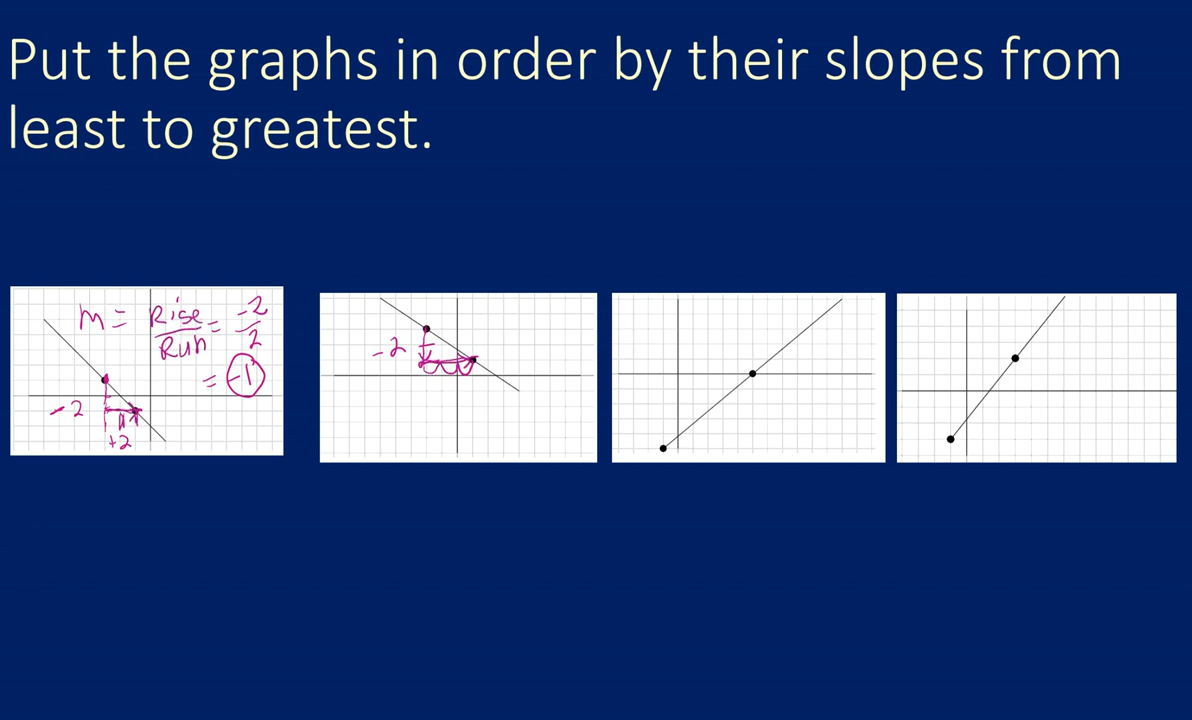 Put the graphs in order by their slopes from
least to greatest.
m = Rise/Run = -2/2
= -1
-2
+2
-2